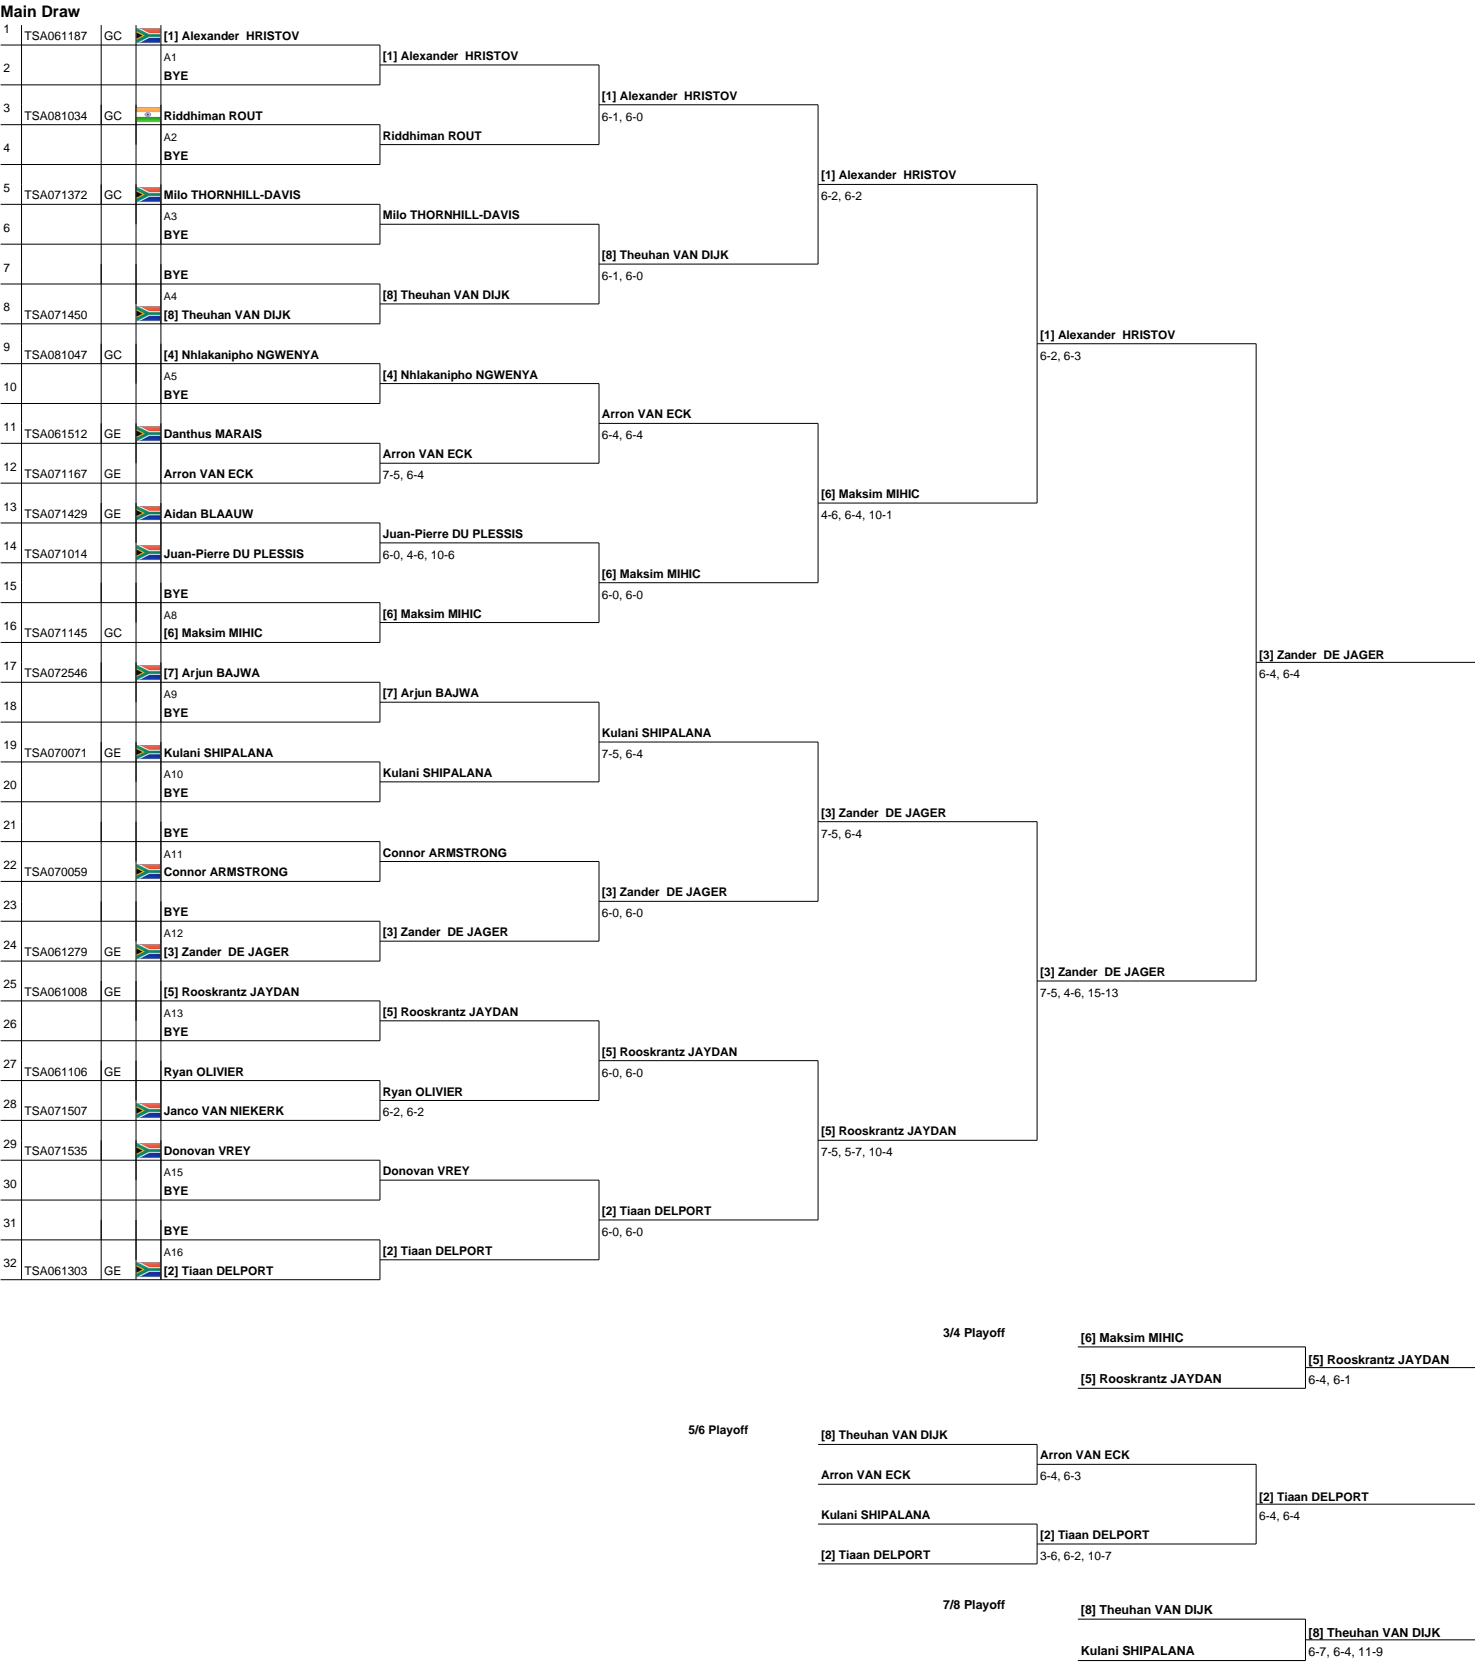 Main Draw
1 TSA061187 GC [1] Alexander HRISTOV
A1 [1] Alexander HRISTOV
2 BYE
[1] Alexander HRISTOV
3 TSA081034 GC Riddhiman ROUT 6-1, 6-0
A2 Riddhiman ROUT
4 BYE
[1] Alexander HRISTOV
5 TSA071372 GC Milo THORNHILL-DAVIS 6-2, 6-2
A3 Milo THORNHILL-DAVIS
6 BYE
[8] Theuhan VAN DIJK
7 BYE 6-1, 6-0
A4 [8] Theuhan VAN DIJK
8 TSA071450 [8] Theuhan VAN DIJK
[1] Alexander HRISTOV
9 TSA081047 GC [4] Nhlakanipho NGWENYA 6-2, 6-3
A5 [4] Nhlakanipho NGWENYA
10 BYE
Arron VAN ECK
11 TSA061512 GE Danthus MARAIS 6-4, 6-4
Arron VAN ECK
12 TSA071167 GE Arron VAN ECK 7-5, 6-4
[6] Maksim MIHIC
13 TSA071429 GE Aidan BLAAUW 4-6, 6-4, 10-1
Juan-Pierre DU PLESSIS
14 TSA071014 Juan-Pierre DU PLESSIS 6-0, 4-6, 10-6
[6] Maksim MIHIC
15 BYE 6-0, 6-0
A8 [6] Maksim MIHIC
16 TSA071145 GC [6] Maksim MIHIC
[3] Zander DE JAGER
17 TSA072546 [7] Arjun BAJWA 6-4, 6-4
A9 [7] Arjun BAJWA
18 BYE
Kulani SHIPALANA
19 TSA070071 GE Kulani SHIPALANA 7-5, 6-4
A10 Kulani SHIPALANA
20 BYE
[3] Zander DE JAGER
21 BYE 7-5, 6-4
A11 Connor ARMSTRONG
22 TSA070059 Connor ARMSTRONG
[3] Zander DE JAGER
23 BYE 6-0, 6-0
A12 [3] Zander DE JAGER
24 TSA061279 GE [3] Zander DE JAGER
[3] Zander DE JAGER
25 TSA061008 GE [5] Rooskrantz JAYDAN 7-5, 4-6, 15-13
A13 [5] Rooskrantz JAYDAN
26 BYE
[5] Rooskrantz JAYDAN
27 TSA061106 GE Ryan OLIVIER 6-0, 6-0
Ryan OLIVIER
28 TSA071507 Janco VAN NIEKERK 6-2, 6-2
[5] Rooskrantz JAYDAN
29 TSA071535 Donovan VREY 7-5, 5-7, 10-4
A15 Donovan VREY
30 BYE
[2] Tiaan DELPORT
31 BYE 6-0, 6-0
A16 [2] Tiaan DELPORT
32 TSA061303 GE [2] Tiaan DELPORT
3/4 Playoff [6] Maksim MIHIC
[5] Rooskrantz JAYDAN
[5] Rooskrantz JAYDAN 6-4, 6-1
5/6 Playoff [8] Theuhan VAN DIJK
Arron VAN ECK
Arron VAN ECK 6-4, 6-3
[2] Tiaan DELPORT
Kulani SHIPALANA 6-4, 6-4
[2] Tiaan DELPORT
[2] Tiaan DELPORT 3-6, 6-2, 10-7
7/8 Playoff [8] Theuhan VAN DIJK
[8] Theuhan VAN DIJK
Kulani SHIPALANA 6-7, 6-4, 11-9